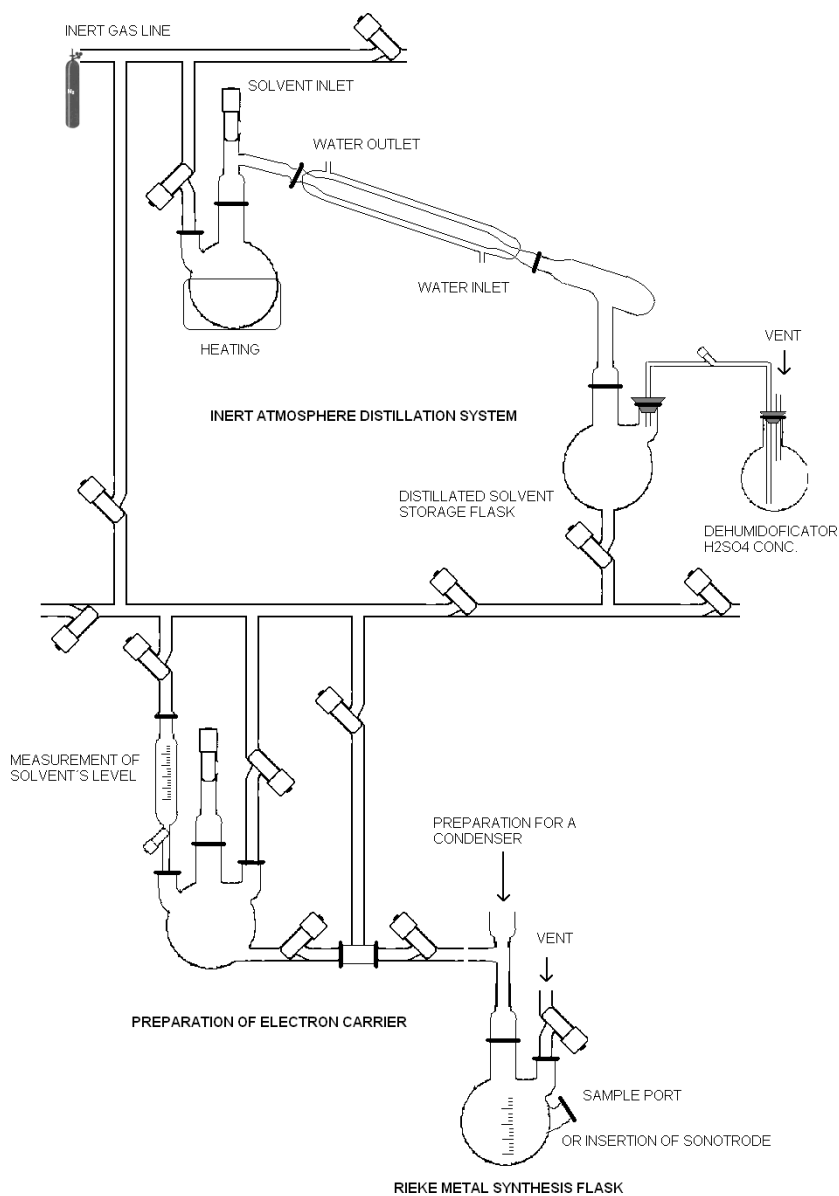 INERT GAS LINE
SOLVENT INLET
WATER OUTLET
WATER INLET
HEATING
VENT
INERT ATMOSPHERE DISTILLATION SYSTEM
DISTILLATED SOLVENT
STORAGE FLASK
DEHUMIDOFICATOR
H2SO4 CONC.
MEASUREMENT OF
SOLVENT´S LEVEL
PREPARATION FOR A
CONDENSER
VENT
PREPARATION OF ELECTRON CARRIER
SAMPLE PORT
OR INSERTION OF SONOTRODE
RIEKE METAL SYNTHESIS FLASK